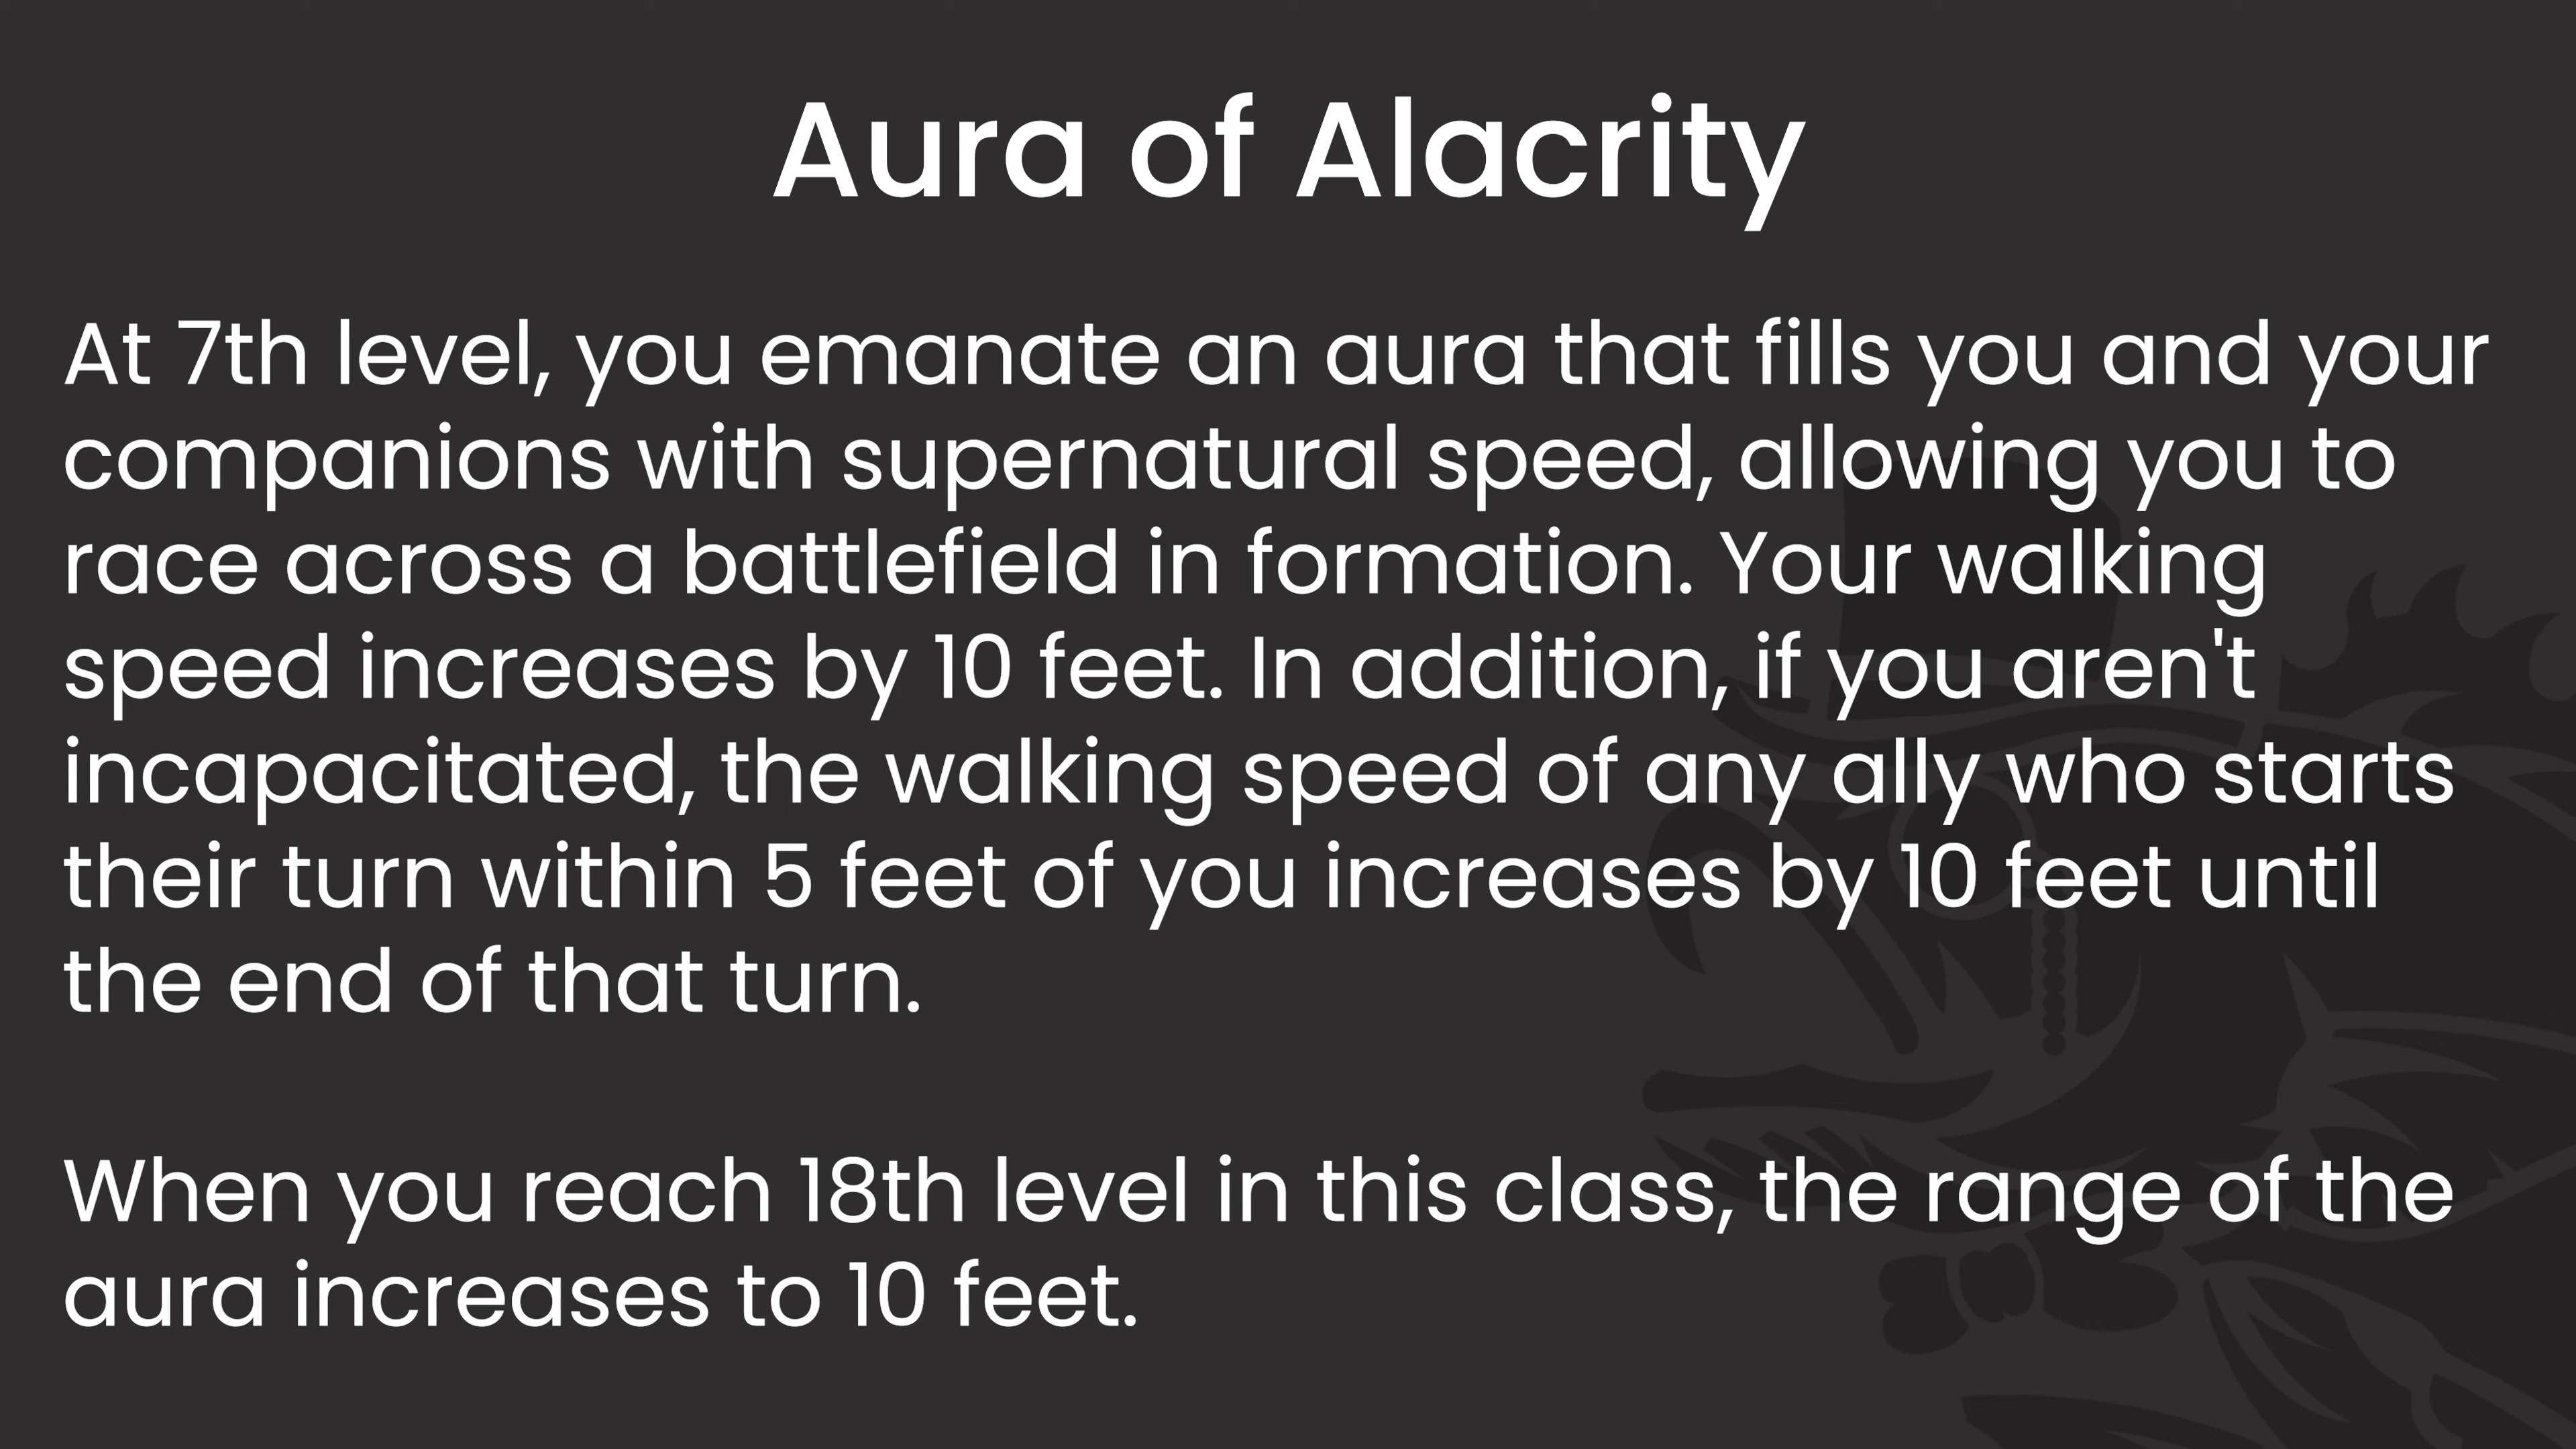 Aura of Alacrity
At 7th level, you emanate an aura that fills you and your
companions with supernatural speed, allowing you to
race across a battlefield in formation. Your walking
speed increases by 10 feet. In addition, if you aren't
incapacitated, the walking speed of any ally who starts
their turn within 5 feet of you increases by 10 feet until
the end of that turn.
When you reach 18th level in this class, the range of the
aura increases to 10 feet.